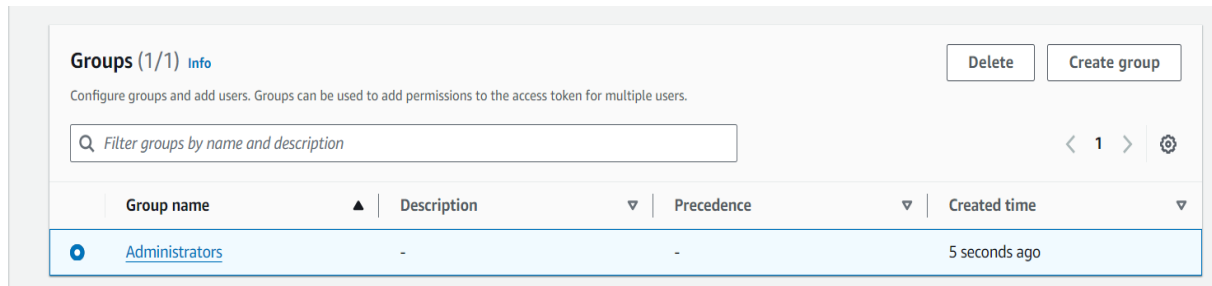 Groups (1/1) Info
Delete
Create group
Configure groups and add users. Groups can be used to add permissions to the access token for multiple users.
Filter groups by name and description
1
Group name Description Precedence Created time
Administrators - - 5 seconds ago